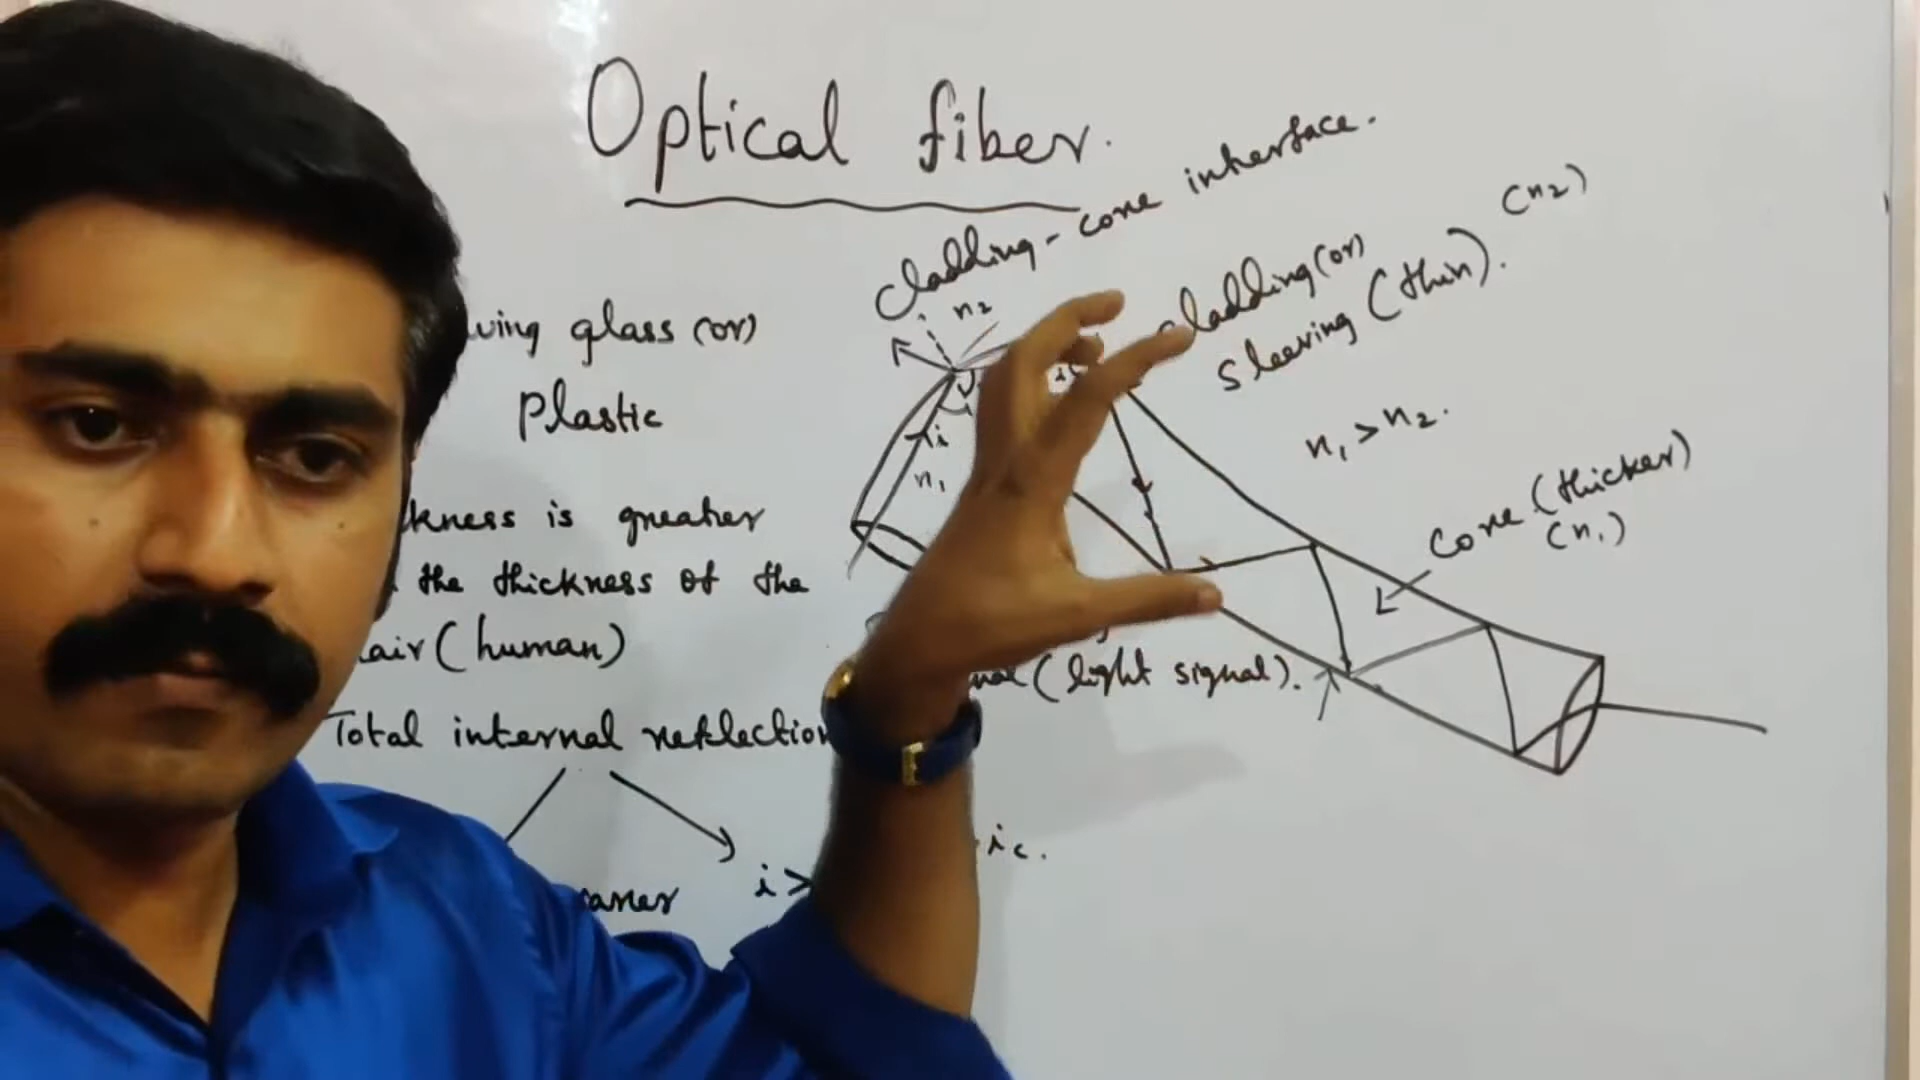 Optical fiber.
cladding - core interface.
(n2)
cladding (or)
sleeving (thin).
n2
glass (or)
Plastic
i
n1
n1 > n2.
core (thicker)
(n1)
is greater
the thickness of the
(human)
(light signal).
Total internal reflection
i >
ic.